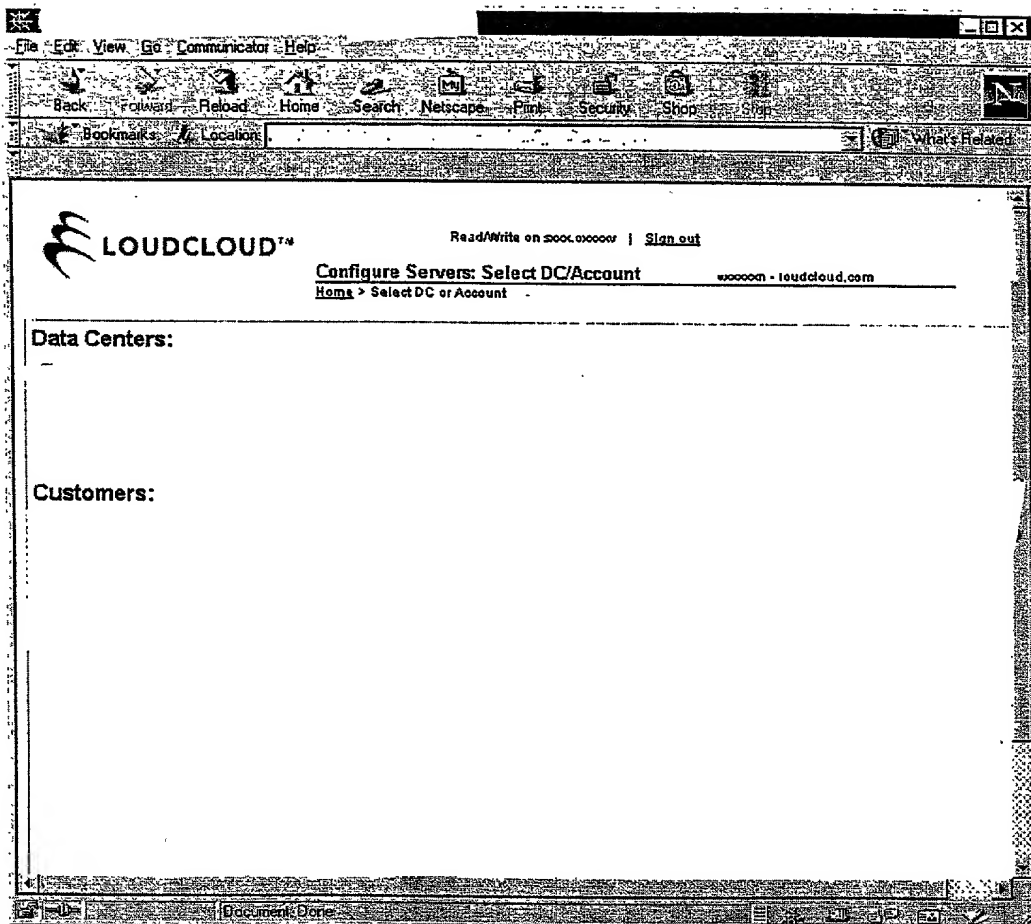 File Edit View Go Communicator Help
Back Forward Reload Home Search Netscape Print Security Shop Stop
Bookmarks Location: What's Related
LOUDCLOUD™
Read/Write on | Sign out
Configure Servers: Select DC/Account - loudcloud.com
Home > Select DC or Account
Data Centers:
Customers:
Document: Done